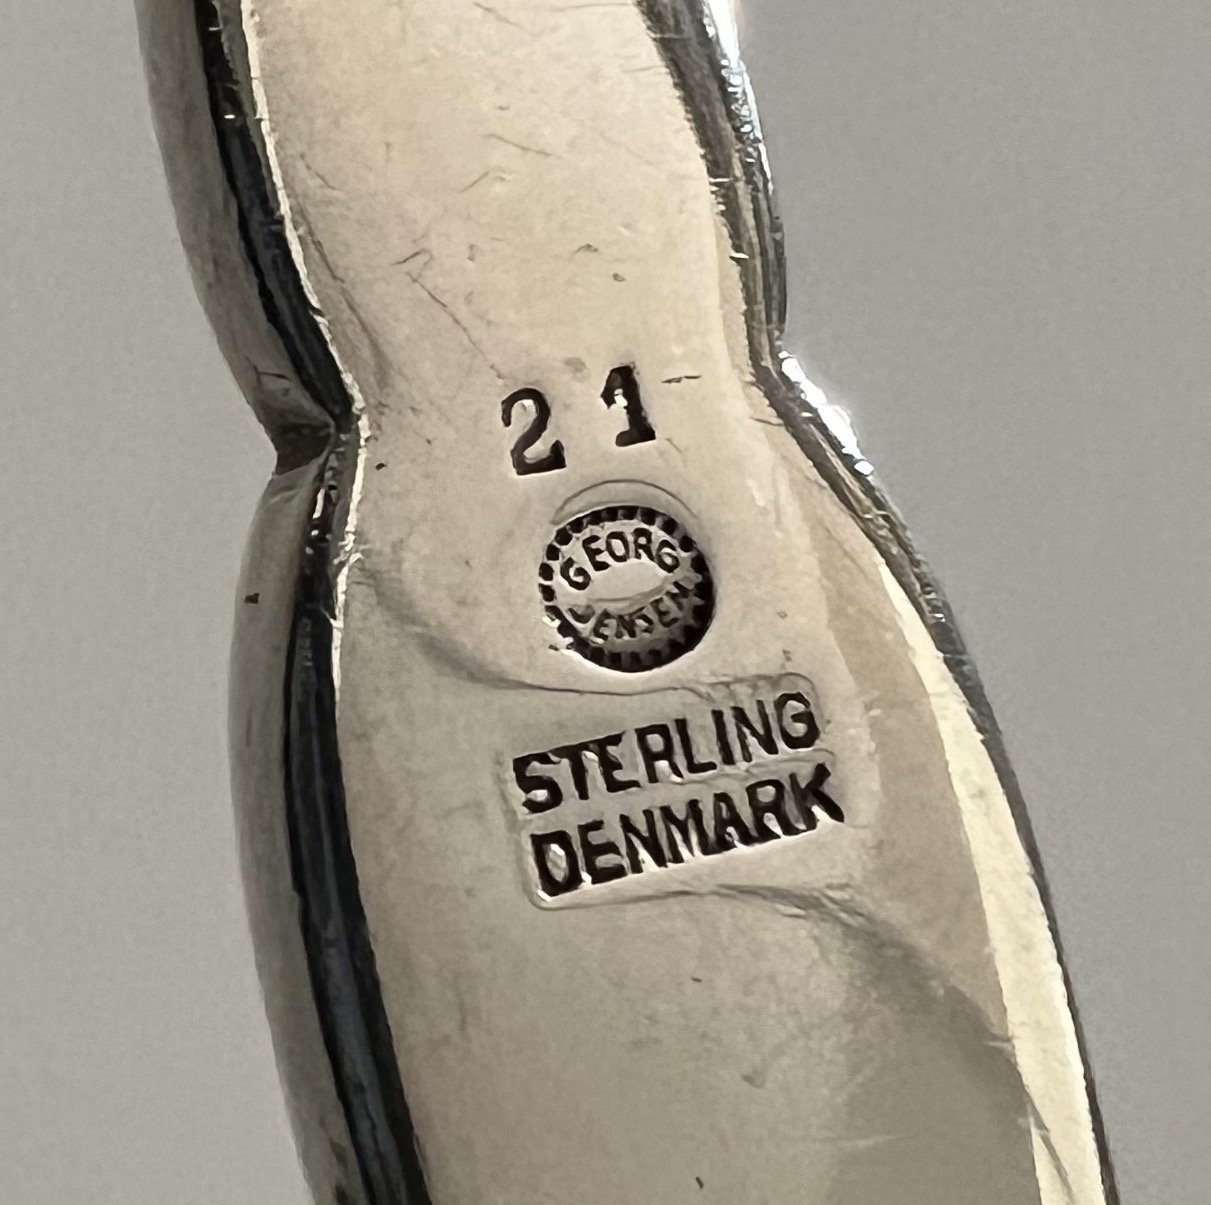 21
GEORG
JENSEN
STERLING
DENMARK